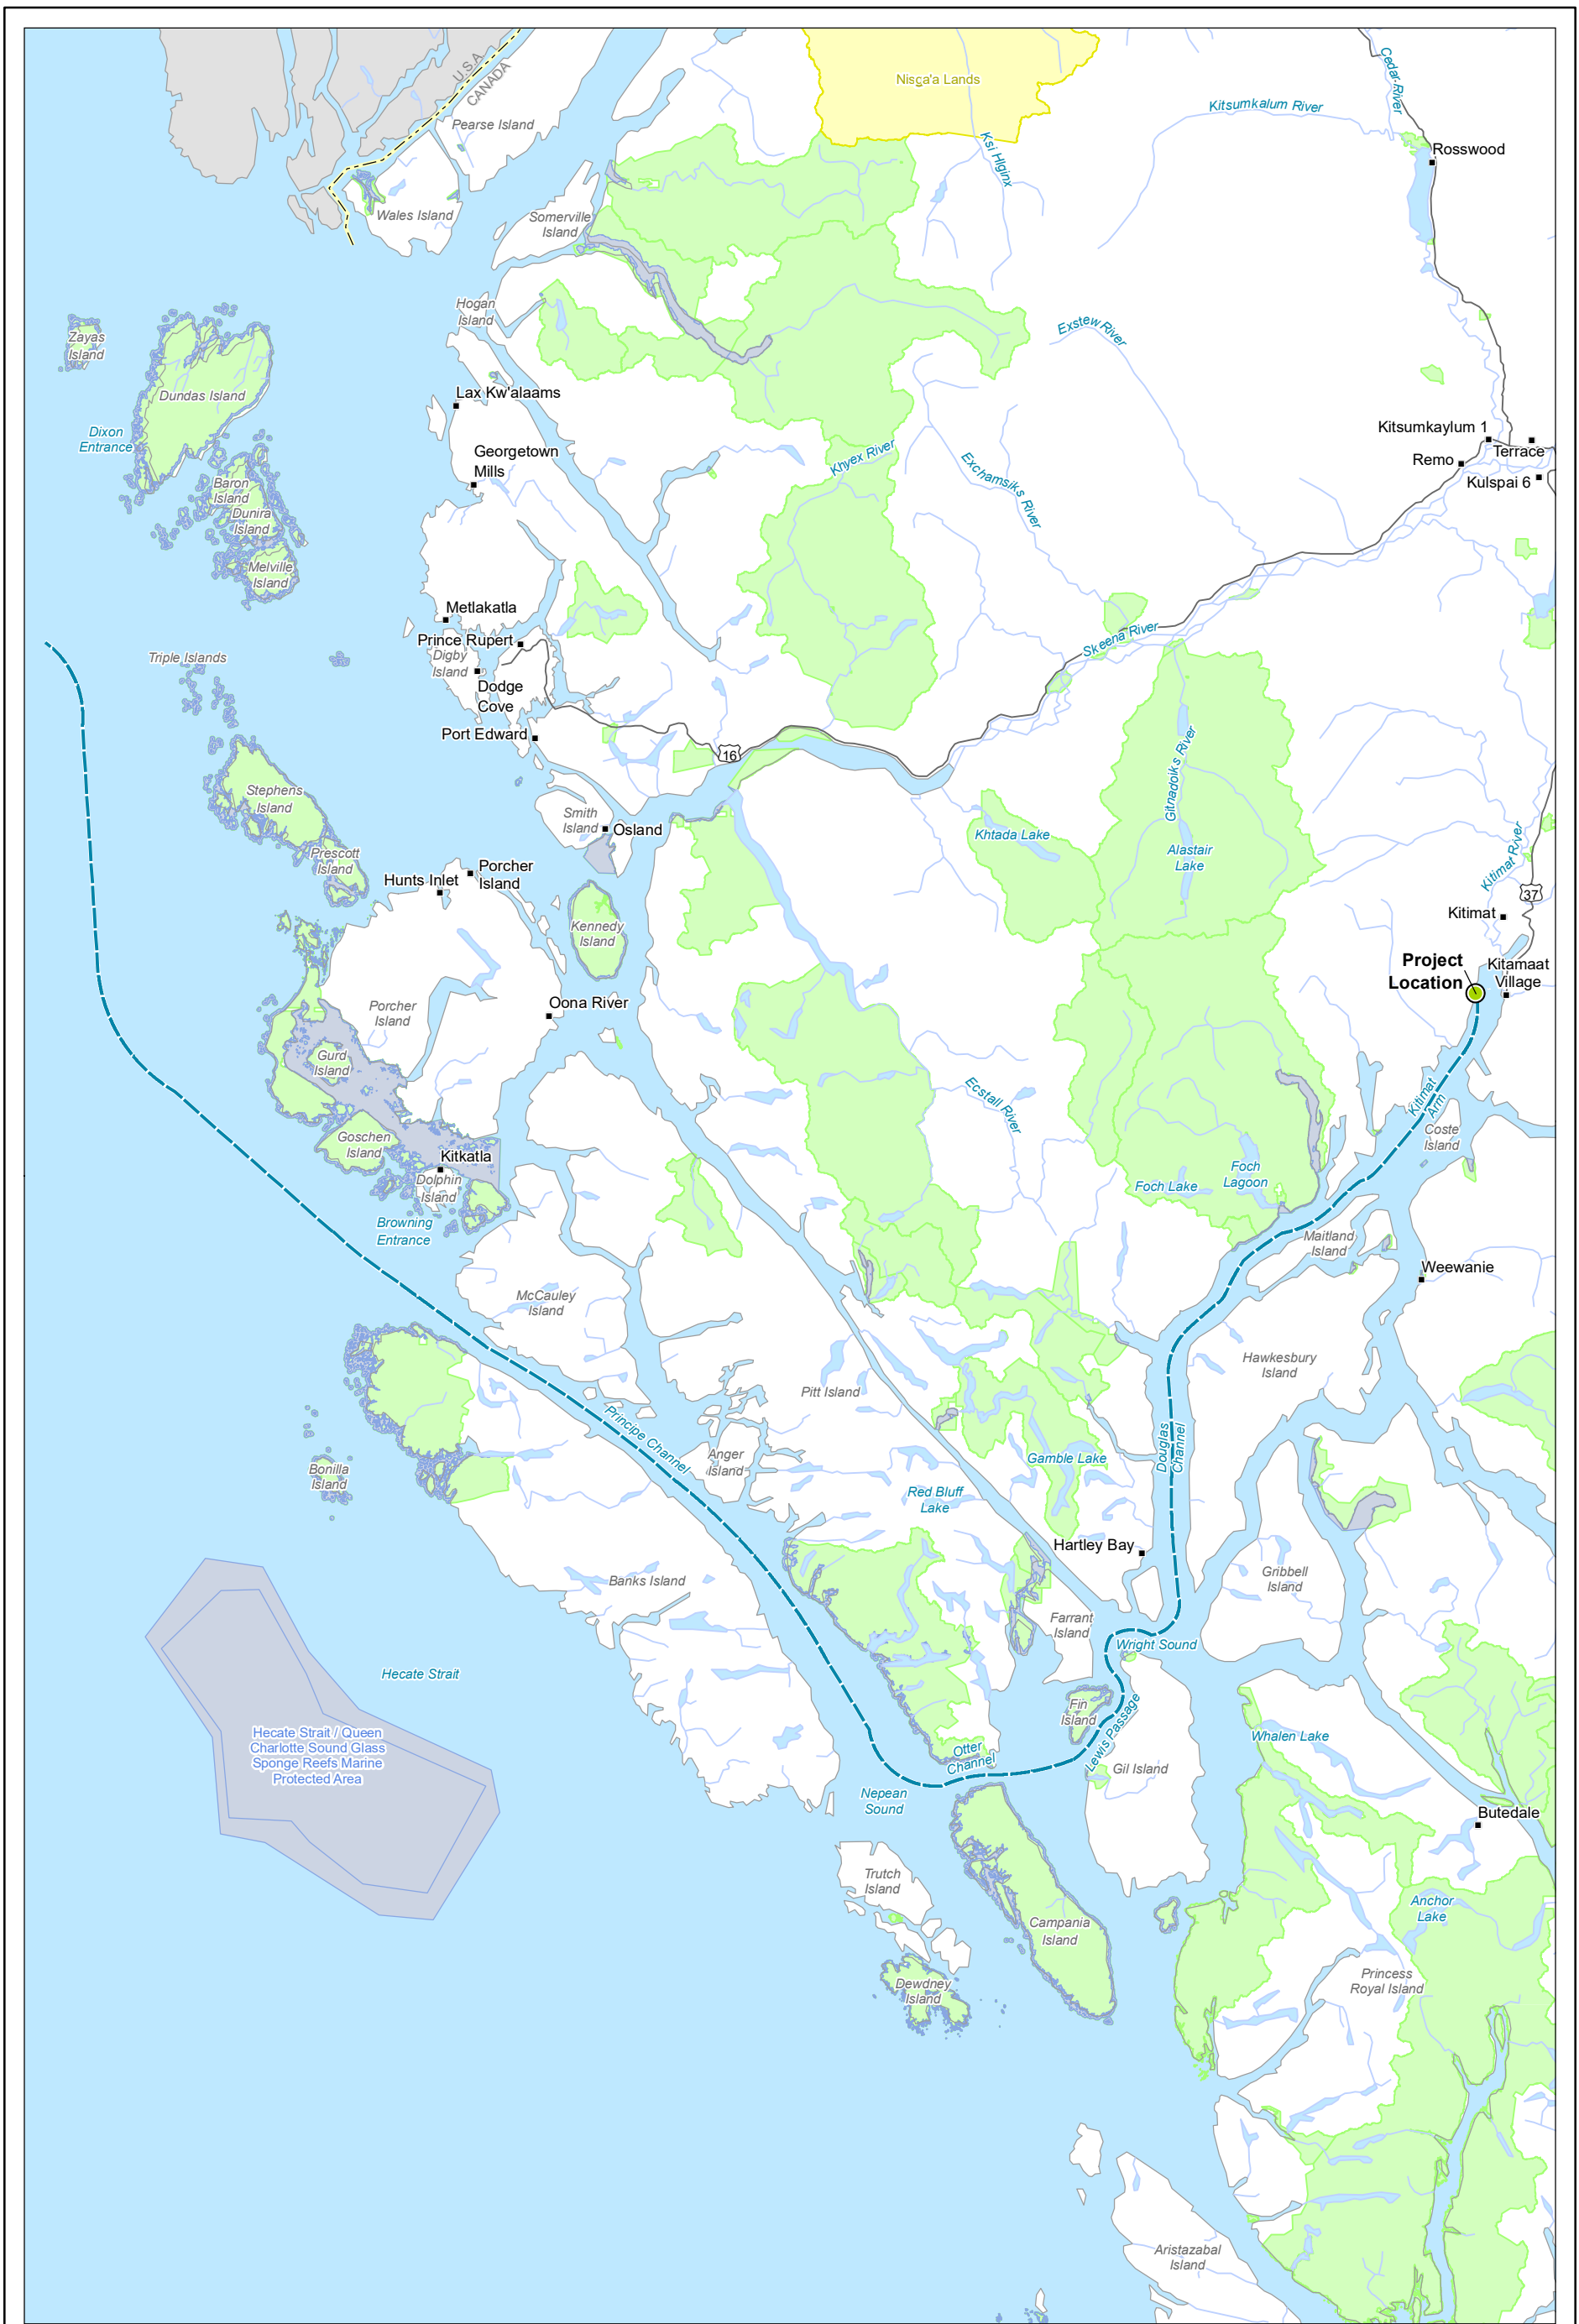 Nisga'a Lands
Cedar River
Kitsumkalum River
U.S.A
CANADA
Pearse Island
Ksi Hlginx
Rosswood
Wales Island
Somerville
Island
Hogan
Island
Zayas
Island
Exstew River
Dundas Island
Lax Kw'alaams
Dixon
Entrance
Kitsumkaylum 1
Terrace
Georgetown
Mills
Khyex River
Exchamsiks River
Remo
Kulspai 6
Baron
Island
Dunira
Island
Melville
Island
Metlakatla
Prince Rupert
Digby
Island
Skeena River
Triple Islands
Dodge
Cove
Port Edward
16
Gitnadoiks River
Stephens
Island
Smith
Island
Osland
Khtada Lake
Alastair
Lake
Kitimat River
Prescott
Island
Porcher
Island
Hunts Inlet
37
Kitimat
Kennedy
Island
Project
Location
Kitamaat
Village
Oona River
Porcher
Island
Gurd
Island
Ecstall River
Kitimat
Arm
Coste
Island
Goschen
Island
Kitkatla
Dolphin
Island
Foch
Lagoon
Foch Lake
Browning
Entrance
Maitland
Island
Weewanie
McCauley
Island
Hawkesbury
Island
Pitt Island
Principe Channel
Douglas
Channel
Anger
Island
Gamble Lake
Bonilla
Island
Red Bluff
Lake
Hartley Bay
Banks Island
Gribbell
Island
Farrant
Island
Wright Sound
Hecate Strait
Fin
Island
Lewis Passage
Hecate Strait / Queen
Charlotte Sound Glass
Sponge Reefs Marine
Protected Area
Whalen Lake
Otter
Channel
Gil Island
Nepean
Sound
Butedale
Trutch
Island
Anchor
Lake
Campania
Island
Princess
Royal Island
Dewdney
Island
Aristazabal
Island